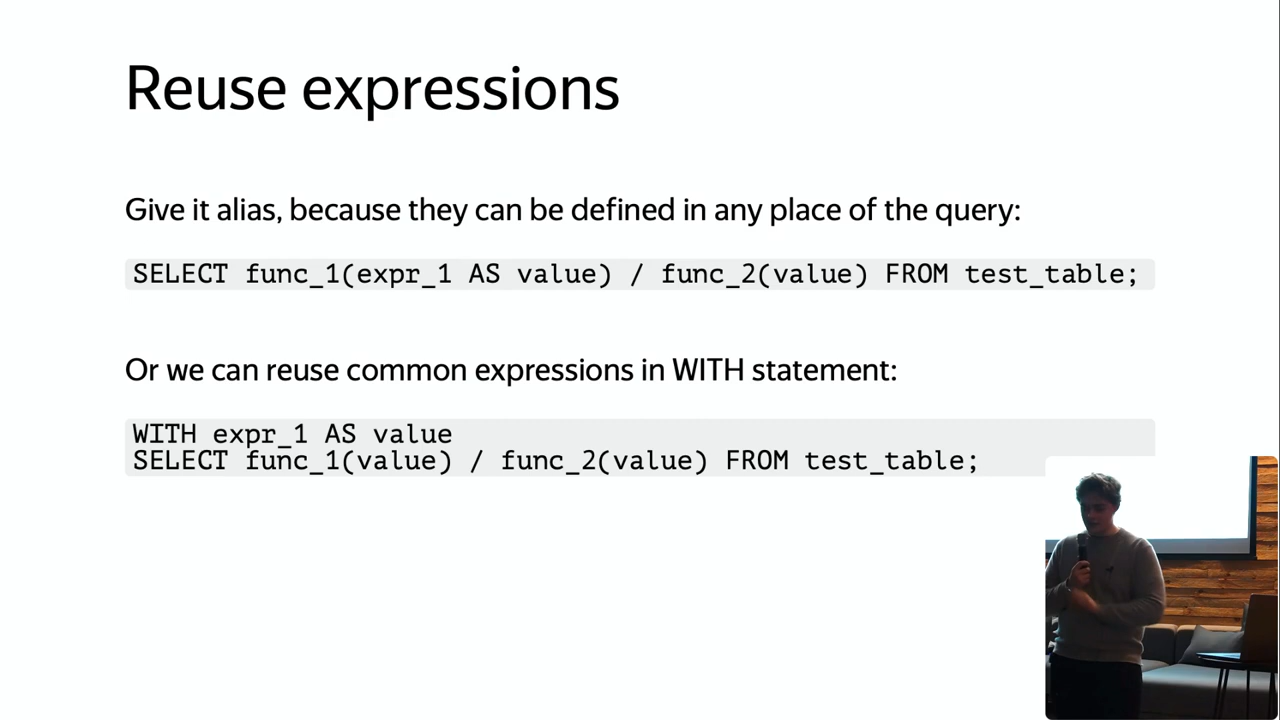 Reuse expressions
Give it alias, because they can be defined in any place of the query:
SELECT func_1(expr_1 AS value) / func_2(value) FROM test_table;
Or we can reuse common expressions in WITH statement:
WITH expr_1 AS value
SELECT func_1(value) / func_2(value) FROM test_table;